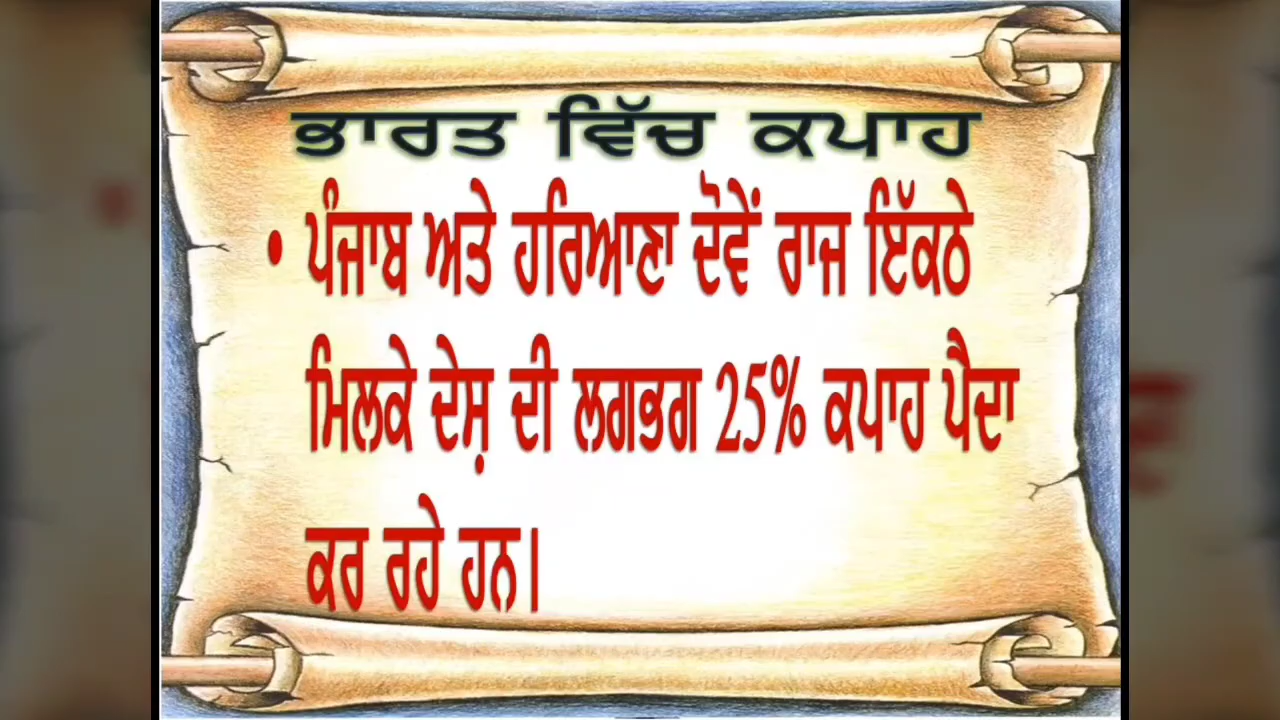 ਭਾਰਤ ਵਿੱਚ ਕਪਾਹ
• ਪੰਜਾਬ ਅਤੇ ਹਰਿਆਣਾ ਦੋਵੇਂ ਰਾਜ ਇੱਕਠੇ
ਮਿਲਕੇ ਦੇਸ਼ ਦੀ ਲਗਭਗ 25% ਕਪਾਹ ਪੈਦਾ
ਕਰ ਰਹੇ ਹਨ।